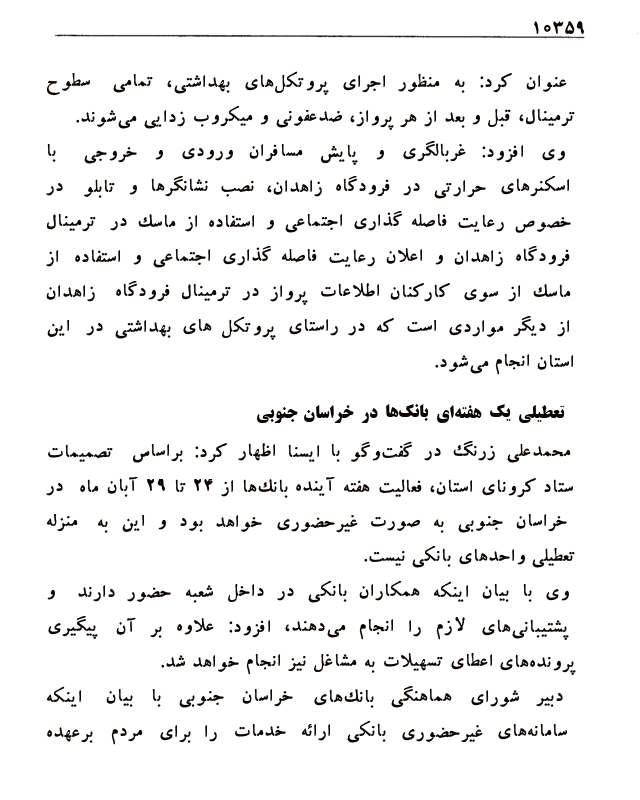 ۱۰۳۵۹
عنوان کرد: به منظور اجرای پروتکل‌های بهداشتی، تمامی سطوح
ترمینال، قبل و بعد از هر پرواز، ضدعفونی و میکروب زدایی می‌شوند.
وی افزود: غربالگری و پایش مسافران ورودی و خروجی با
اسکنرهای حرارتی در فرودگاه زاهدان، نصب نشانگرها و تابلو در
خصوص رعایت فاصله گذاری اجتماعی و استفاده از ماسك در ترمینال
فرودگاه زاهدان و اعلان رعایت فاصله گذاری اجتماعی و استفاده از
ماسك از سوی کارکنان اطلاعات پرواز در ترمینال فرودگاه زاهدان
از دیگر مواردی است که در راستای پروتکل های بهداشتی در این
استان انجام می‌شود.
تعطیلی یک هفته‌ای بانک‌ها در خراسان جنوبی
محمدعلی زرنگ در گفت‌وگو با ایسنا اظهار کرد: براساس تصمیمات
ستاد کرونای استان، فعالیت هفته آینده بانك‌ها از ۲۴ تا ۲۹ آبان ماه در
خراسان جنوبی به صورت غیرحضوری خواهد بود و این به منزله
تعطیلی واحدهای بانکی نیست.
وی با بیان اینکه همکاران بانکی در داخل شعبه حضور دارند و
پشتیبانی‌های لازم را انجام می‌دهند، افزود: علاوه بر آن پیگیری
پرونده‌های اعطای تسهیلات به مشاغل نیز انجام خواهد شد.
دبیر شورای هماهنگی بانك‌های خراسان جنوبی با بیان اینکه
سامانه‌های غیرحضوری بانکی ارائه خدمات را برای مردم برعهده